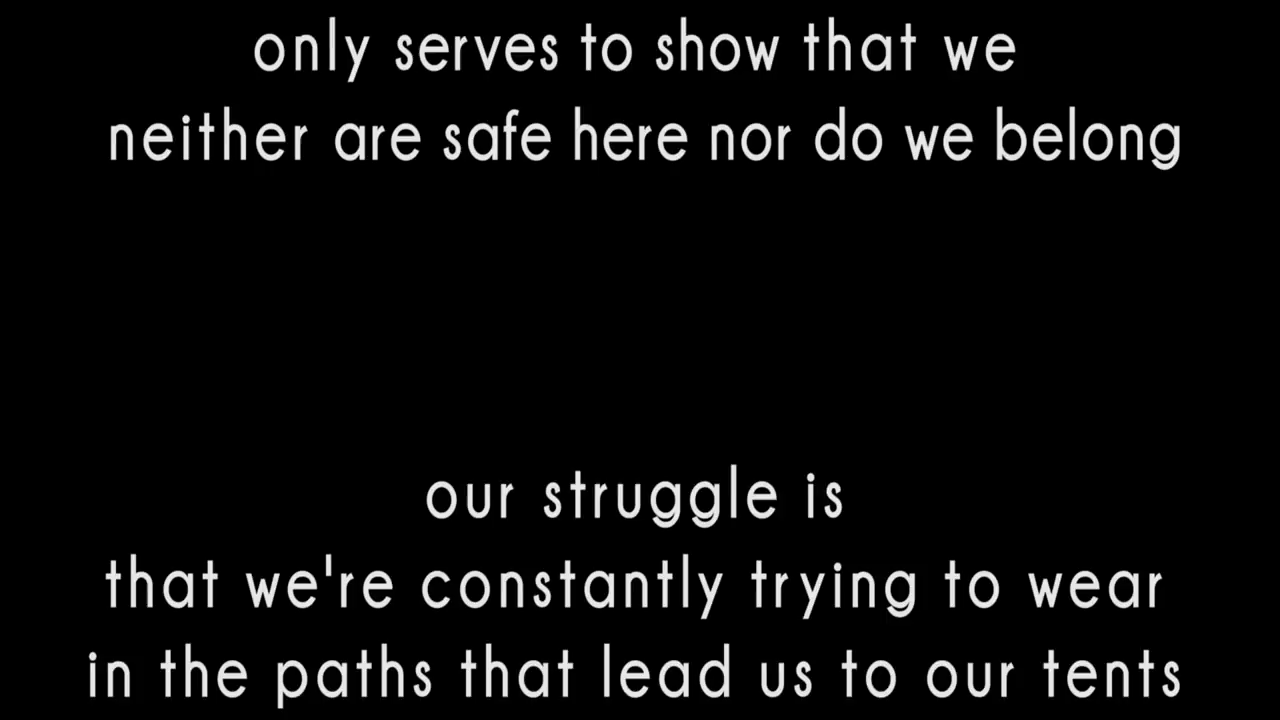 only serves to show that we
neither are safe here nor do we belong
our struggle is
that we're constantly trying to wear
in the paths that lead us to our tents